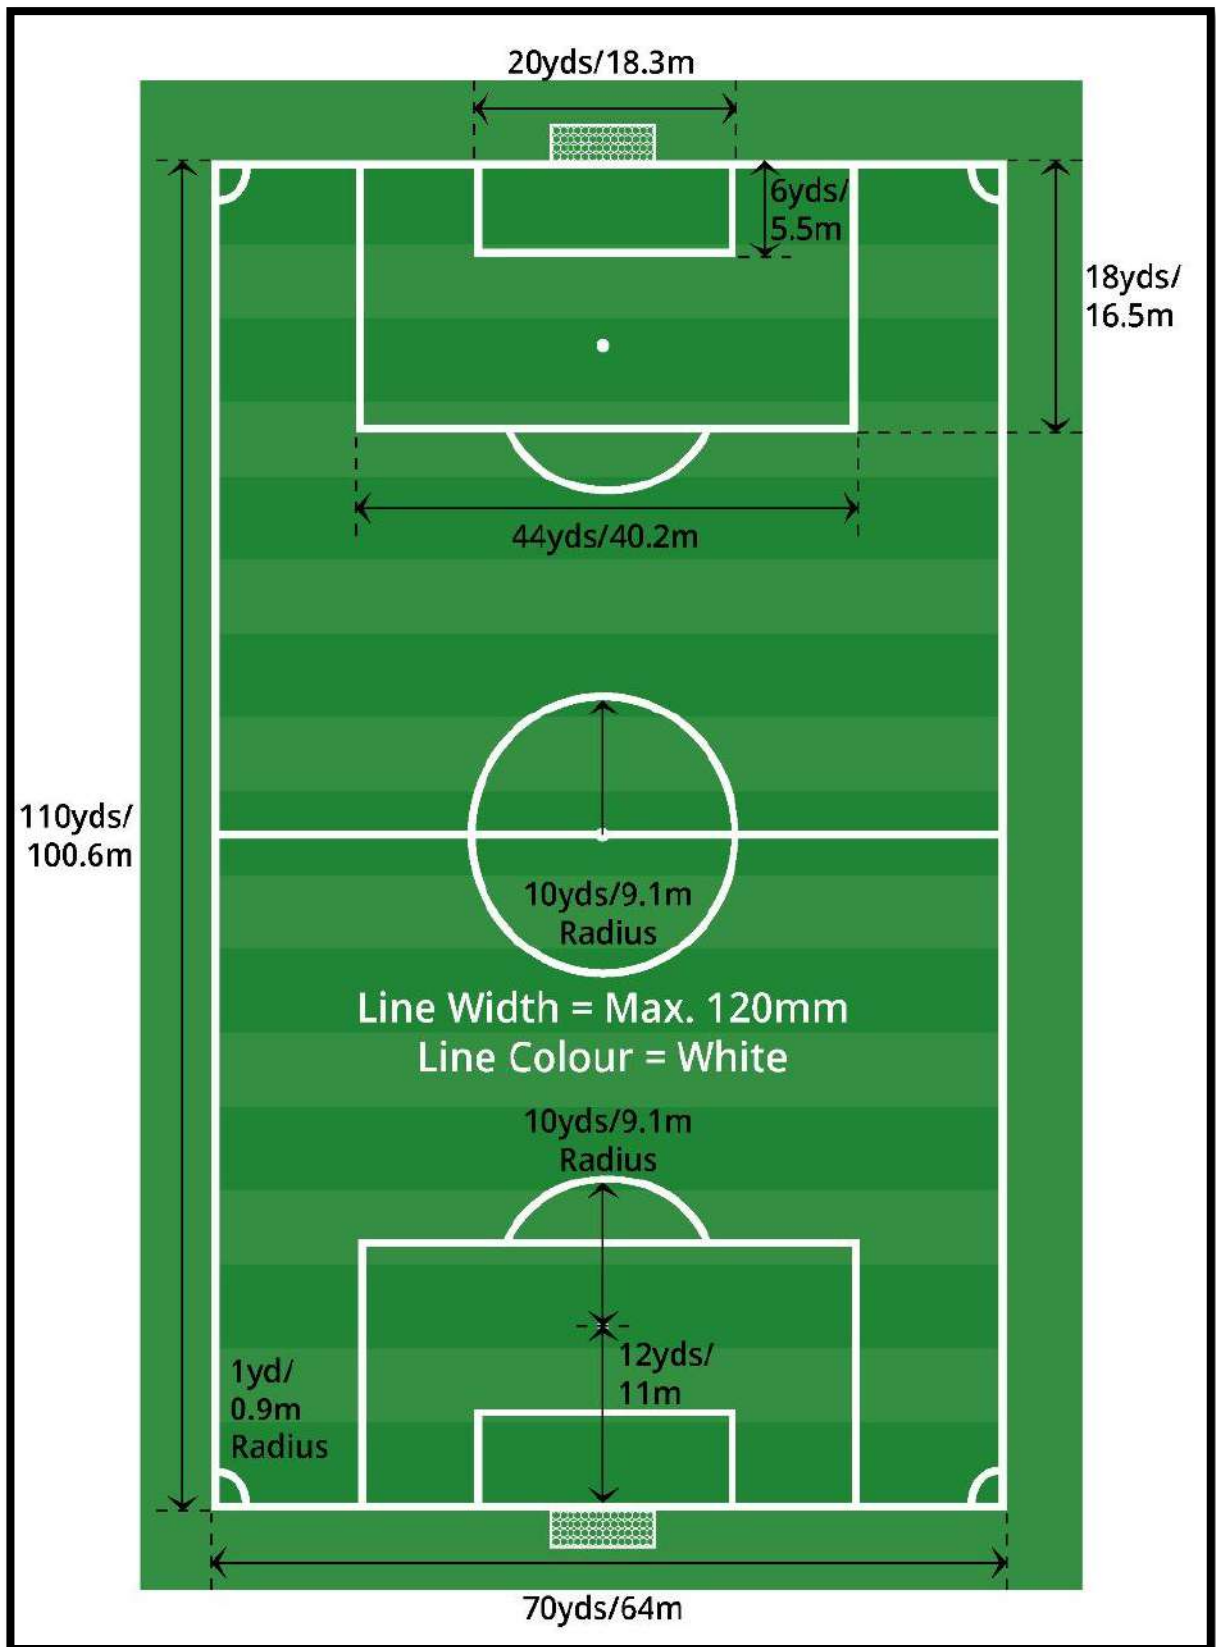 20yds/18.3m
6yds/
5.5m
18yds/
16.5m
44yds/40.2m
110yds/
100.6m
10yds/9.1m
Radius
Line Width = Max. 120mm
Line Colour = White
10yds/9.1m
Radius
12yds/
11m
1yd/
0.9m
Radius
70yds/64m